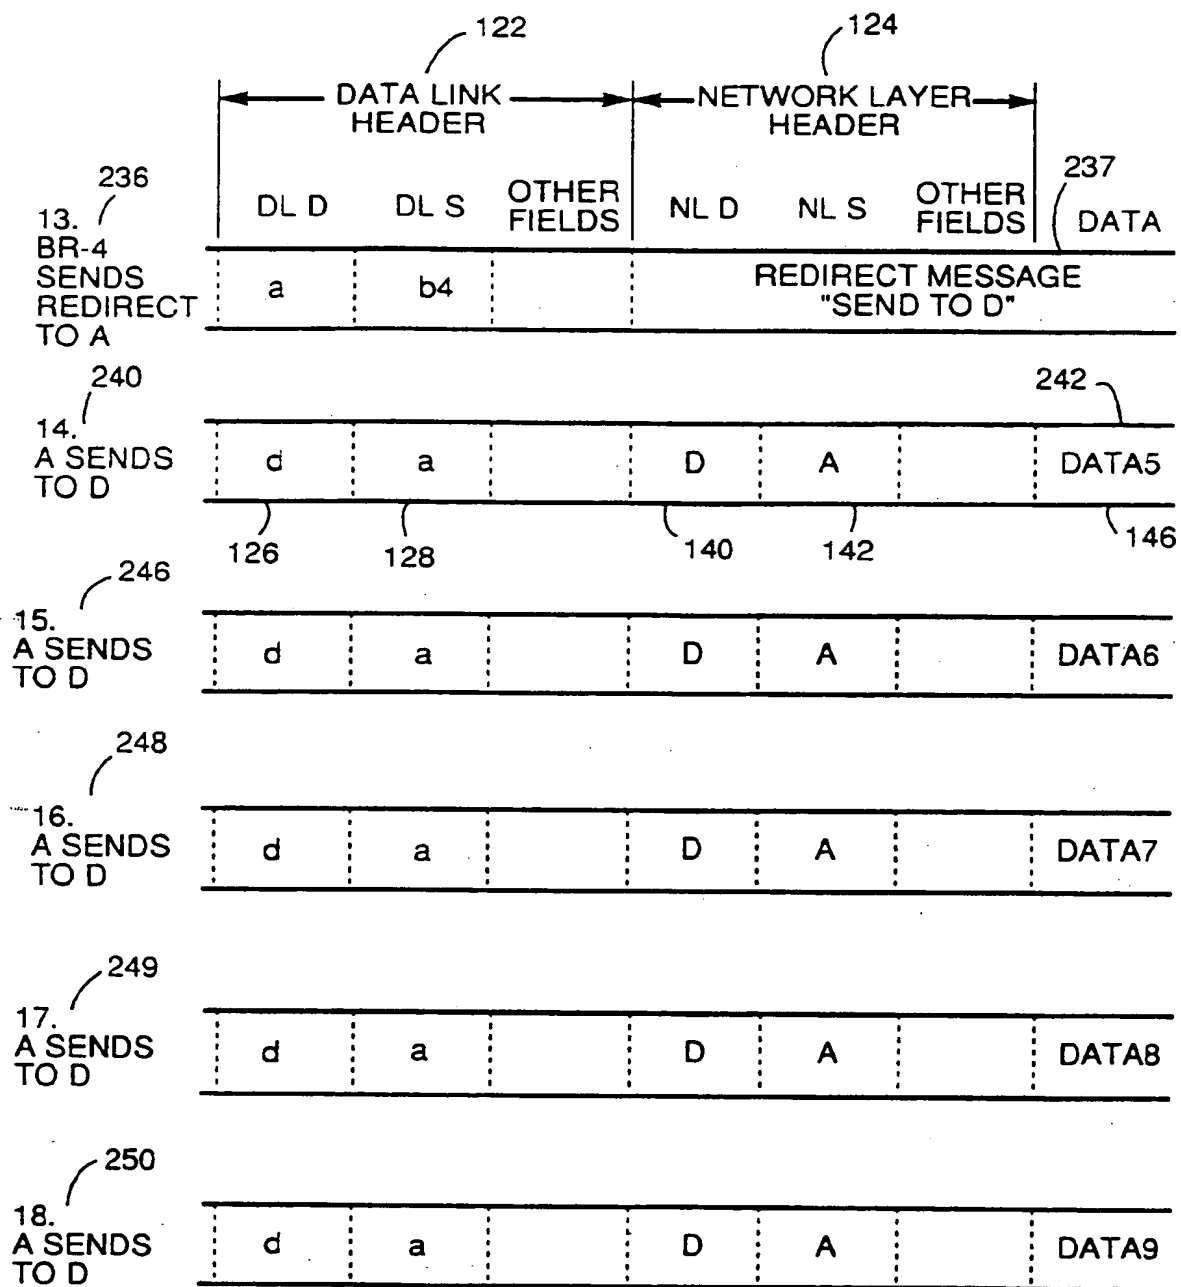 122
124
DATA LINK
HEADER
NETWORK LAYER
HEADER
236
237
DL D DL S OTHER FIELDS NL D NL S OTHER FIELDS DATA
13.
BR-4
SENDS
REDIRECT
TO A
a b4 REDIRECT MESSAGE
"SEND TO D"
240
242
14.
A SENDS
TO D
d a D A DATA5
126 128 140 142 146
246
15.
A SENDS
TO D
d a D A DATA6
248
16.
A SENDS
TO D
d a D A DATA7
249
17.
A SENDS
TO D
d a D A DATA8
250
18.
A SENDS
TO D
d a D A DATA9